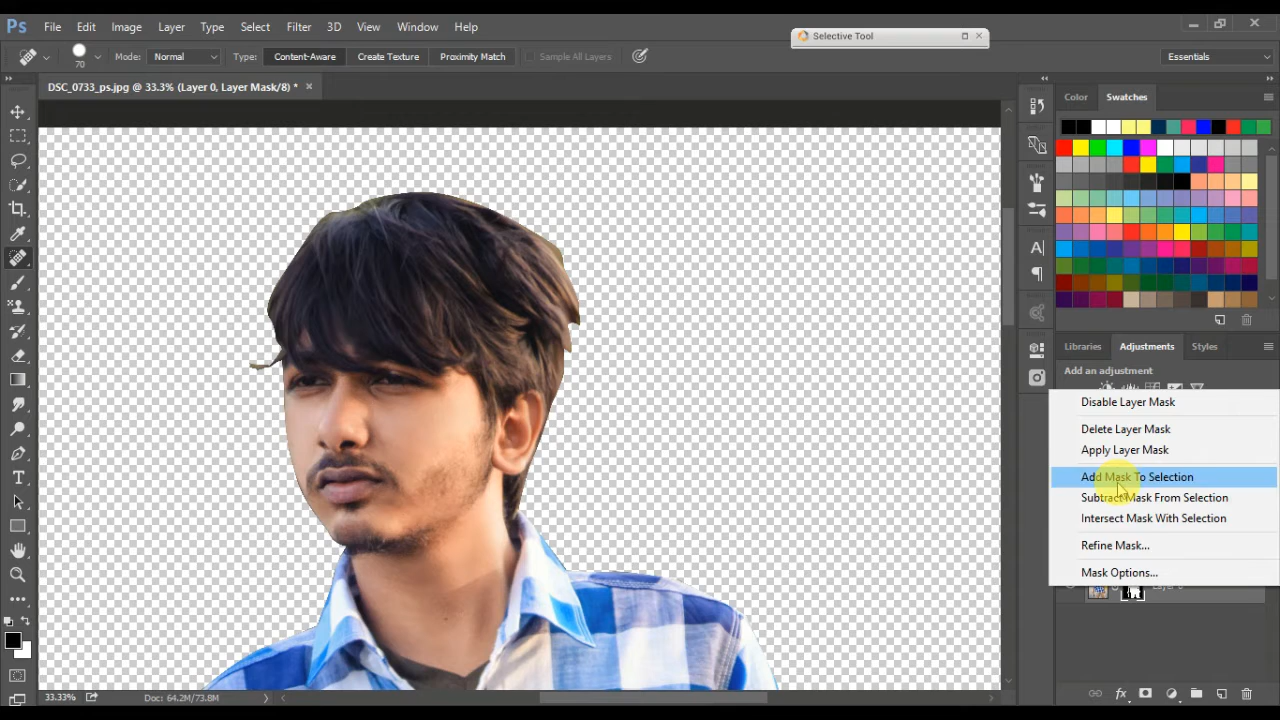 Ps File Edit Image Layer Type Select Filter 3D View Window Help
Selective Tool
70 Mode: Normal Type: Content-Aware Create Texture Proximity Match Sample All Layers Essentials
DSC_0733_ps.jpg @ 33.3% (Layer 0, Layer Mask/8) *
Color Swatches
Libraries Adjustments Styles
Add an adjustment
Disable Layer Mask
Delete Layer Mask
Apply Layer Mask
Add Mask To Selection
Subtract Mask From Selection
Intersect Mask With Selection
Refine Mask...
Mask Options...
33.33% Doc: 64.2M/73.8M